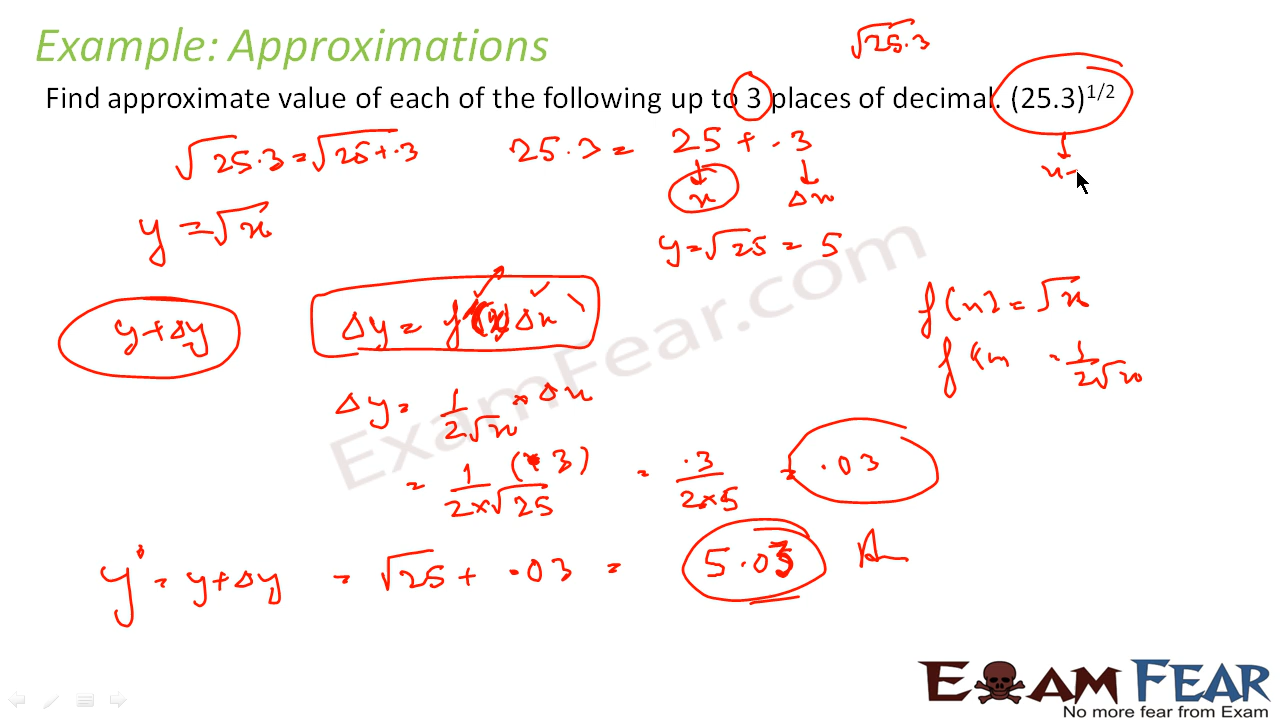 Example: Approximations
√25.3
Find approximate value of each of the following up to 3 places of decimal. (25.3)^1/2
√25.3 = √25+.3
25.3 = 25 + .3
x Δx
x-
y = √x
y = √25 = 5
y+Δy
Δy = f'(x) Δx
f(x) = √x
= 1/2√x
Δy = 1/2√x × Δx
= 1/2×√25 (.3) = .3/2×5 = .03
y' = y+Δy = √25 + .03 = 5.03 An
ExamFear.com
EXAM FEAR
No more fear from Exam